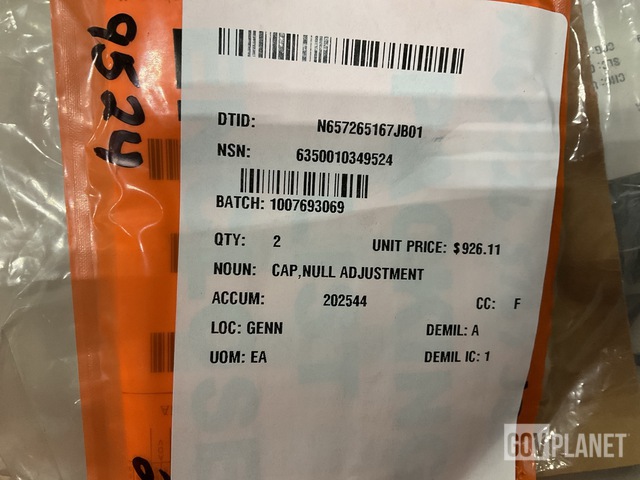 9524
DTID: N657265167JB01
NSN: 6350010349524
BATCH: 1007693069
QTY: 2 UNIT PRICE: $926.11
NOUN: CAP,NULL ADJUSTMENT
ACCUM: 202544 CC: F
LOC: GENN DEMIL: A
UOM: EA DEMIL IC: 1
GOVPLANET